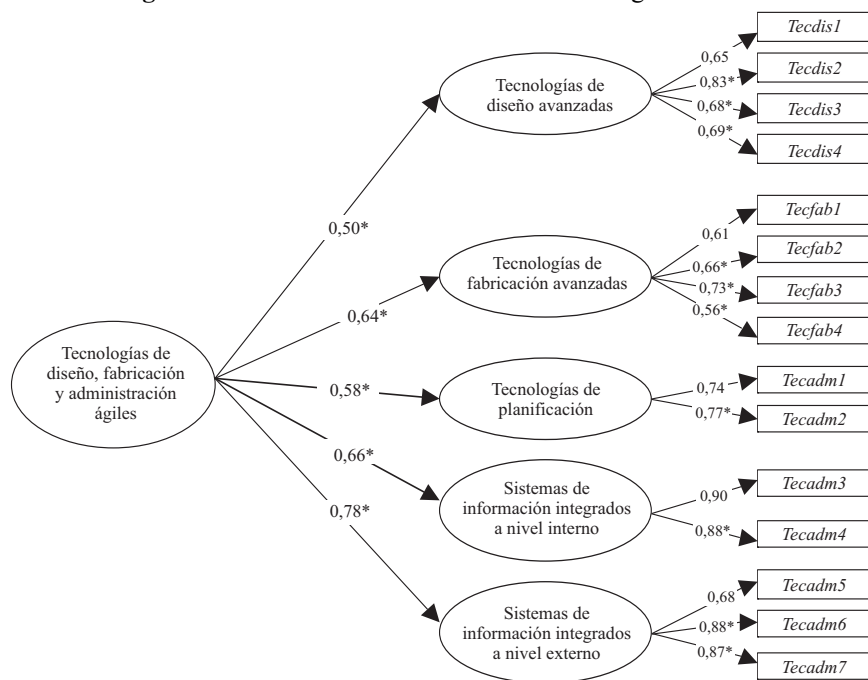 Tecdis1
0,65
Tecnologías de
diseño avanzadas
Tecdis2
0,83*
0,68*
Tecdis3
0,69*
Tecdis4
0,50*
Tecfab1
0,61
Tecnologías de
fabricación avanzadas
Tecfab2
0,66*
0,73*
Tecfab3
0,56*
Tecfab4
0,64*
Tecnologías de
diseño, fabricación
y administración
ágiles
0,58*
Tecnologías de
planificación
0,74
Tecadm1
0,77*
Tecadm2
0,66*
Sistemas de
información integrados
a nivel interno
0,90
Tecadm3
0,88*
Tecadm4
0,78*
Sistemas de
información integrados
a nivel externo
0,68
Tecadm5
0,88*
Tecadm6
0,87*
Tecadm7